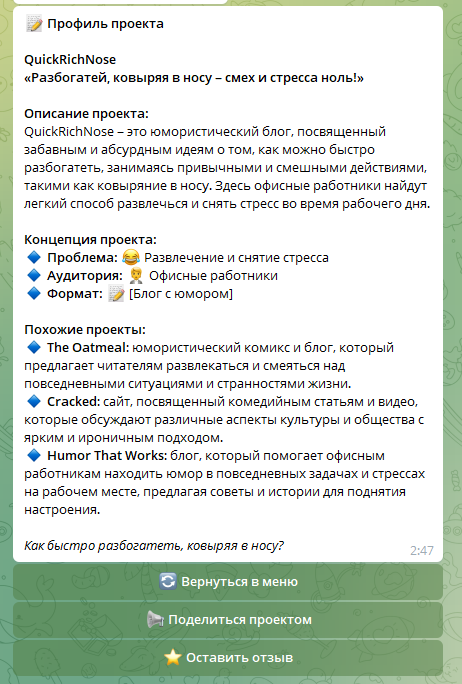 📝 Профиль проекта
QuickRichNose
«Разбогатей, ковыряя в носу – смех и стресса ноль!»
Описание проекта:
QuickRichNose – это юмористический блог, посвященный
забавным и абсурдным идеям о том, как можно быстро
разбогатеть, занимаясь привычными и смешными действиями,
такими как ковыряние в носу. Здесь офисные работники найдут
легкий способ развлечься и снять стресс во время рабочего дня.
Концепция проекта:
🔹 Проблема: 😂 Развлечение и снятие стресса
🔹 Аудитория: 👨‍💼 Офисные работники
🔹 Формат: 📝 [Блог с юмором]
Похожие проекты:
🔹 The Oatmeal: юмористический комикс и блог, который
предлагает читателям развлекаться и смеяться над
повседневными ситуациями и странностями жизни.
🔹 Cracked: сайт, посвященный комедийным статьям и видео,
которые обсуждают различные аспекты культуры и общества с
ярким и ироничным подходом.
🔹 Humor That Works: блог, который помогает офисным
работникам находить юмор в повседневных задачах и стрессах
на рабочем месте, предлагая советы и истории для поднятия
настроения.
Как быстро разбогатеть, ковыряя в носу?
2:47
🔄 Вернуться в меню
📢 Поделиться проектом
⭐ Оставить отзыв